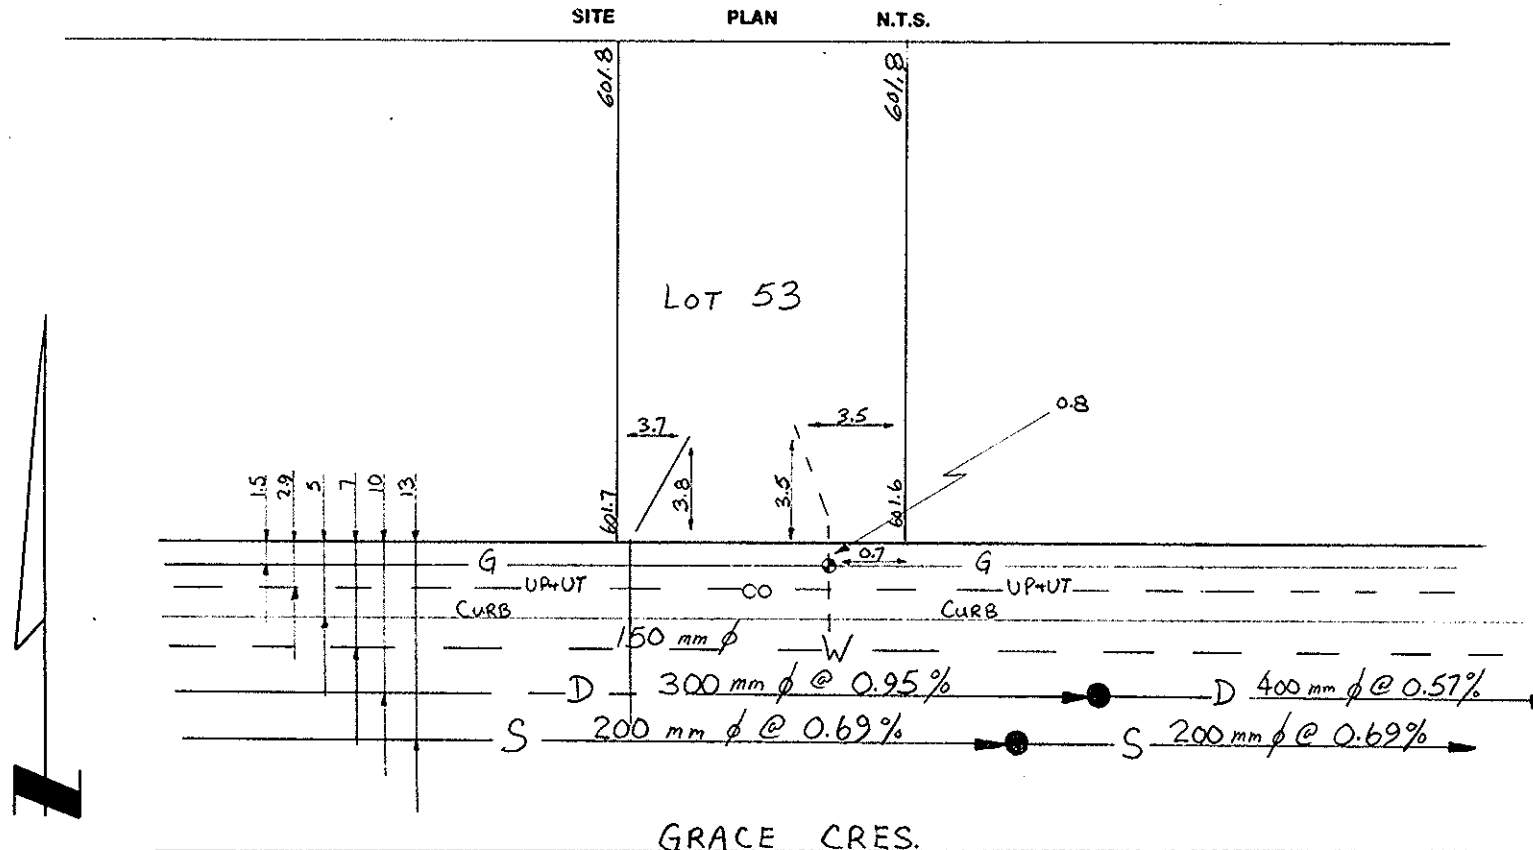 SITE PLAN N.T.S.
601.8 601.8
LOT 53
0.8
3.7 3.5
3.8 3.5
1.5 2.9 5 7 10 13
601.7 601.6
0.7
G G
UP+UT CO UP+UT
CURB CURB
150 mm ø W
D 300 mm ø @ 0.95% D 400 mm ø @ 0.57%
S 200 mm ø @ 0.69% S 200 mm ø @ 0.69%
GRACE CRES.